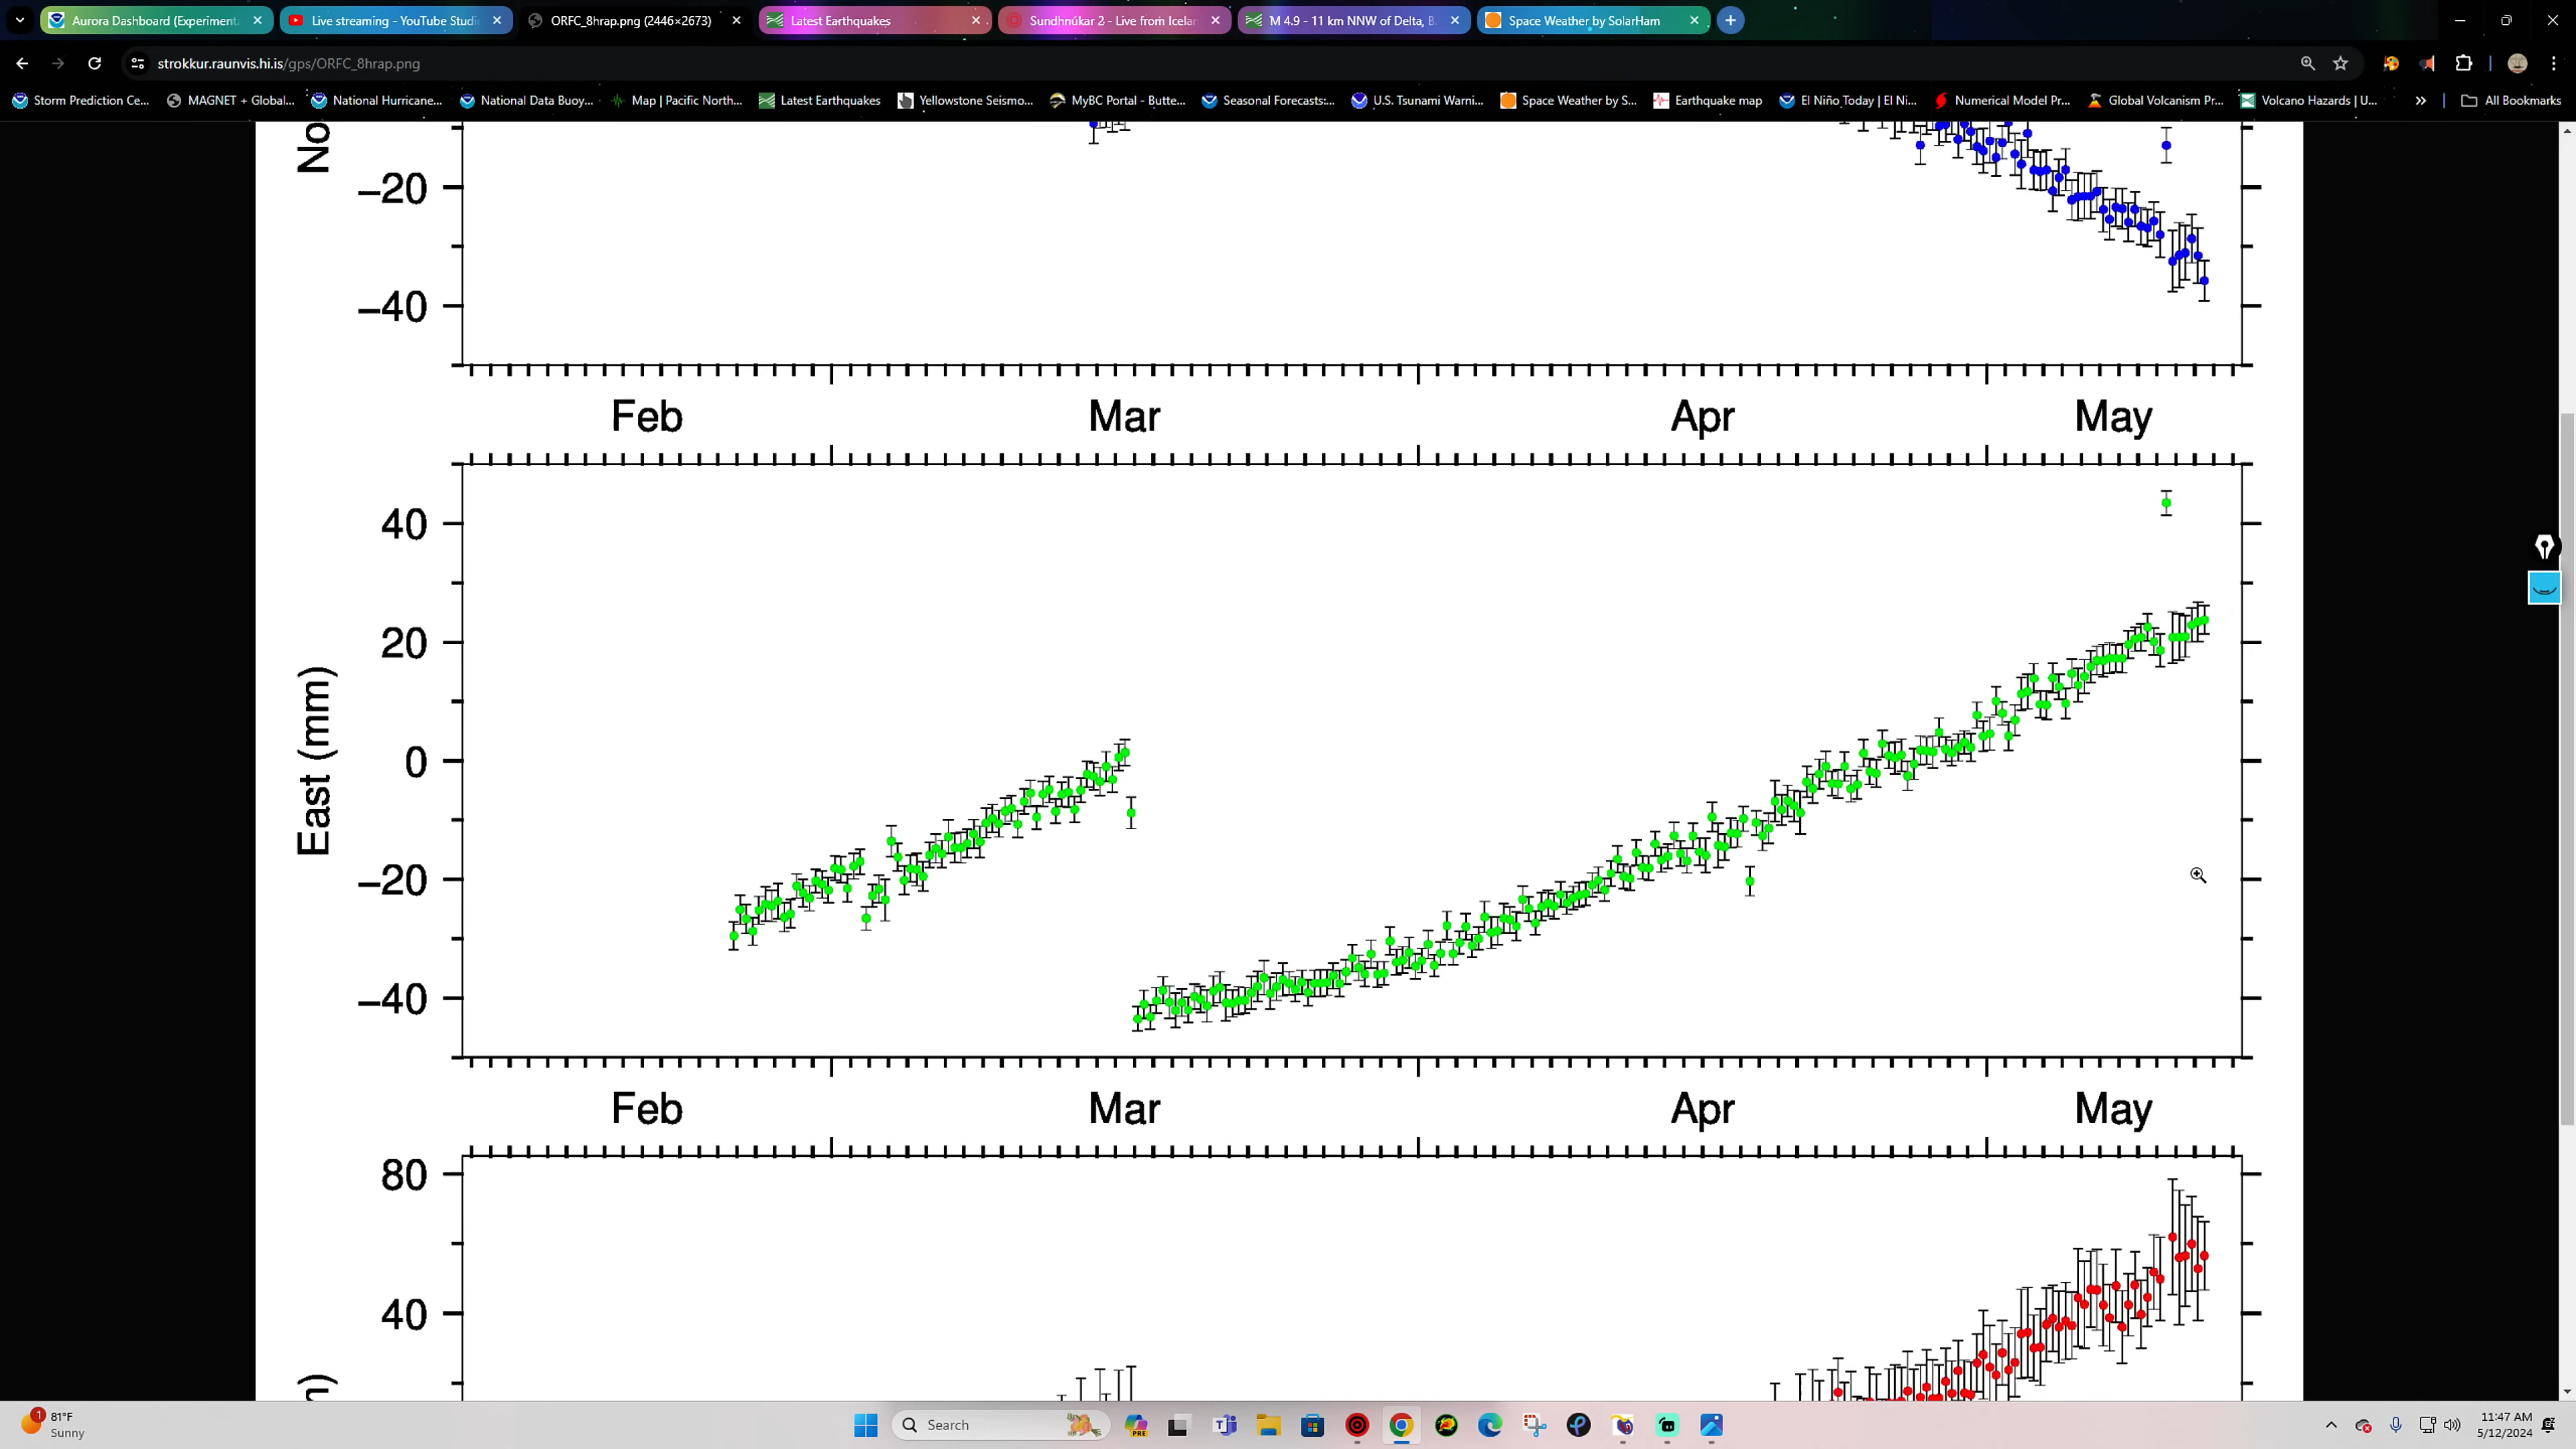 Aurora Dashboard (Experiment
Live streaming - YouTube Studi
ORFC_8hrap.png (2446×2673)
Latest Earthquakes
Sundhnúkar 2 - Live from Icela
M 4.9 - 11 km NNW of Delta, B
Space Weather by SolarHam
strokkur.raunvis.hi.is/gps/ORFC_8hrap.png
Storm Prediction Ce...
MAGNET + Global...
National Hurricane...
National Data Buoy...
Map | Pacific North...
Latest Earthquakes
Yellowstone Seismo...
MyBC Portal - Butte...
Seasonal Forecasts:...
U.S. Tsunami Warni...
Space Weather by S...
Earthquake map
El Niño Today | El Ni...
Numerical Model Pr...
Global Volcanism Pr...
Volcano Hazards | U...
»
All Bookmarks
No
−20
−40
Feb Mar Apr May
East (mm)
40
20
0
−20
−40
Feb Mar Apr May
80
40
m)
1
81°F
Sunny
Search
PRE
11:47 AM
5/12/2024